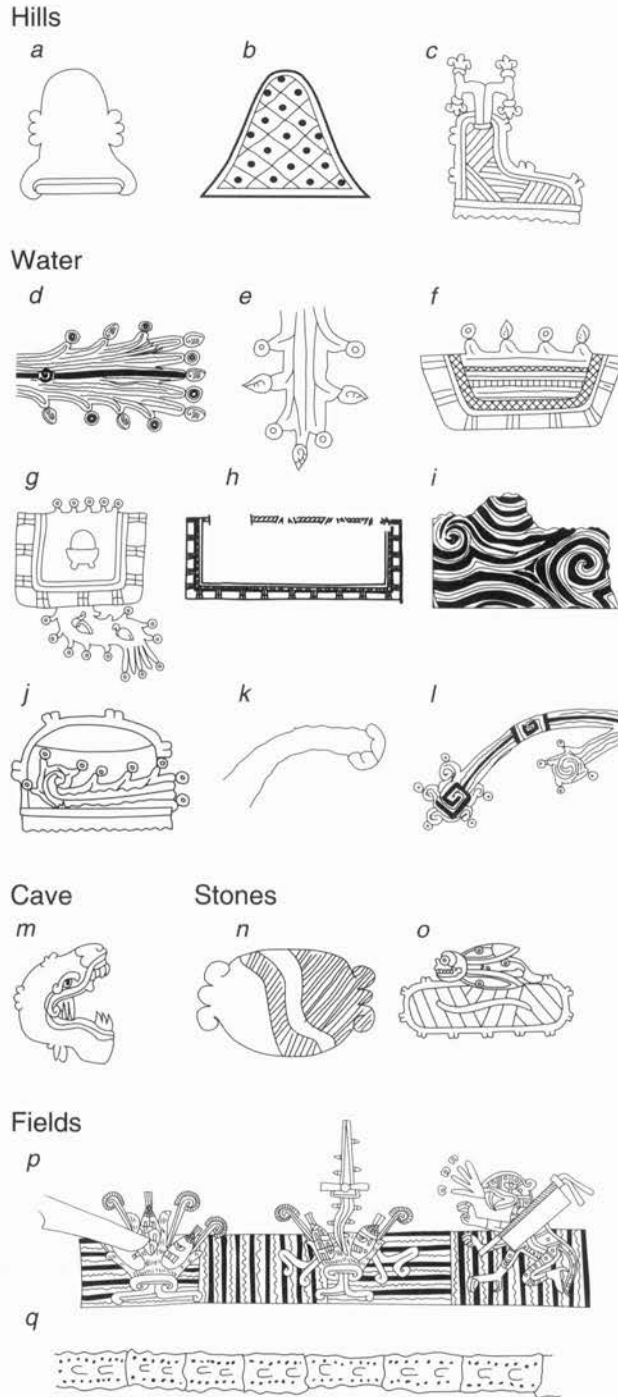 Hills
a b c
Water
d e f
g h i
j k l
Cave Stones
m n o
Fields
p
q